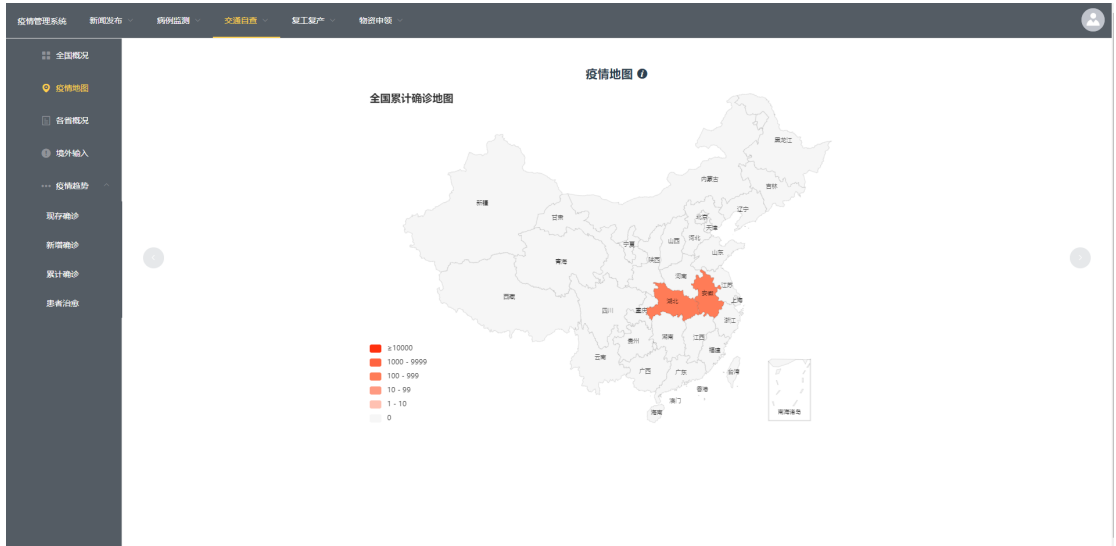 疫情管理系统 新闻发布 病例监测 交通自查 复工复产 物资申领
全国概况
疫情地图
各省概况
境外输入
疫情趋势
现存确诊
新增确诊
累计确诊
患者治愈
疫情地图
全国累计确诊地图
黑龙江
内蒙古
吉林
新疆
辽宁
甘肃
北京
天津
宁夏
山西
河北
山东
陕西
青海
河南
江苏
西藏
安徽
湖北
上海
四川
重庆
浙江
湖南
江西
贵州
福建
云南
广西
广东
台湾
香港
澳门
海南
南海诸岛
≥10000
1000 - 9999
100 - 999
10 - 99
1 - 10
0